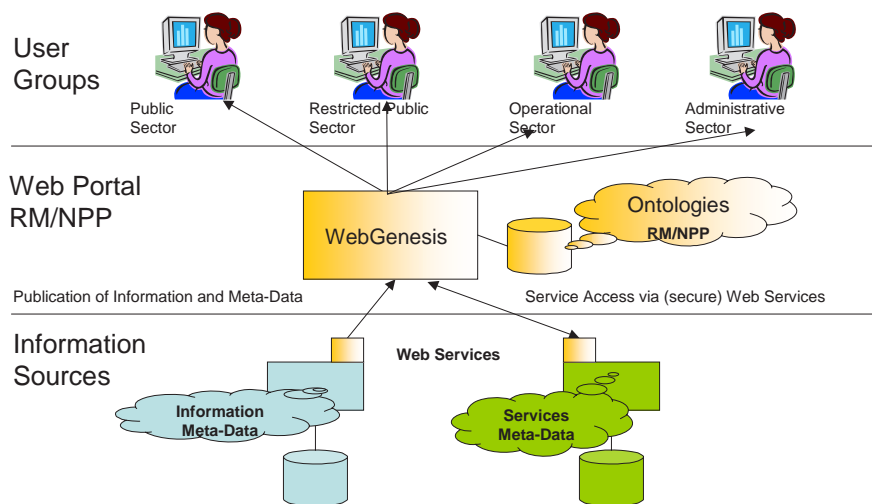 User
Groups
Public
Sector
Restricted Public
Sector
Operational
Sector
Administrative
Sector
Web Portal
RM/NPP
WebGenesis
Ontologies
RM/NPP
Publication of Information and Meta-Data
Service Access via (secure) Web Services
Information
Sources
Web Services
Information
Meta-Data
Services
Meta-Data